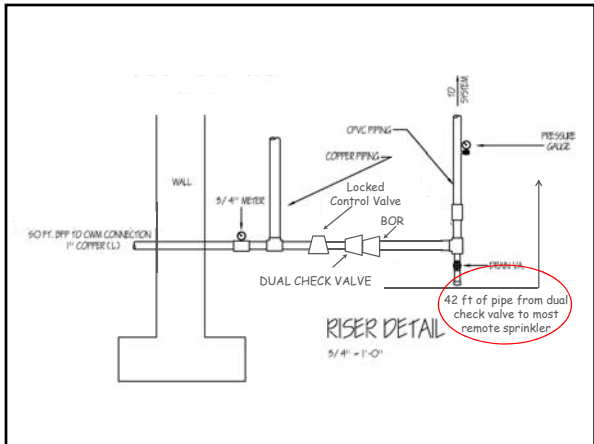 TO
SYSTEM
CPVC PIPING
PRESSURE
GAUGE
COPPER PIPING
WALL
Locked
Control Valve
3/4" METER
BOR
50 FT. BFP TO CWM CONNECTION
1" COPPER (L)
DUAL CHECK VALVE
DRAIN VA.
42 ft of pipe from dual
check valve to most
remote sprinkler
RISER DETAIL
3/4" = 1'-0"